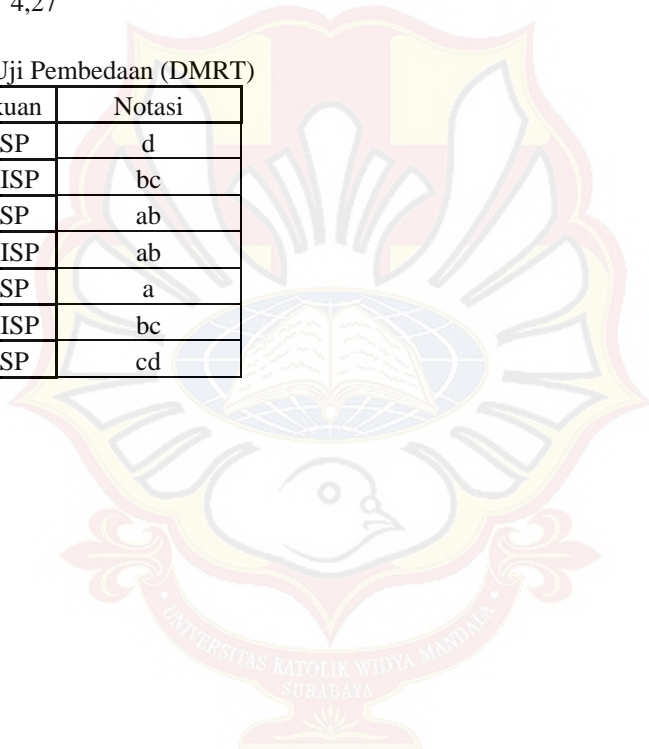 4,27
Uji Pembedaan (DMRT)
kuan Notasi
SP d
ISP bc
SP ab
ISP ab
SP a
ISP bc
SP cd
UNIVERSITAS KATOLIK WIDYA MANDALA
SURABAYA